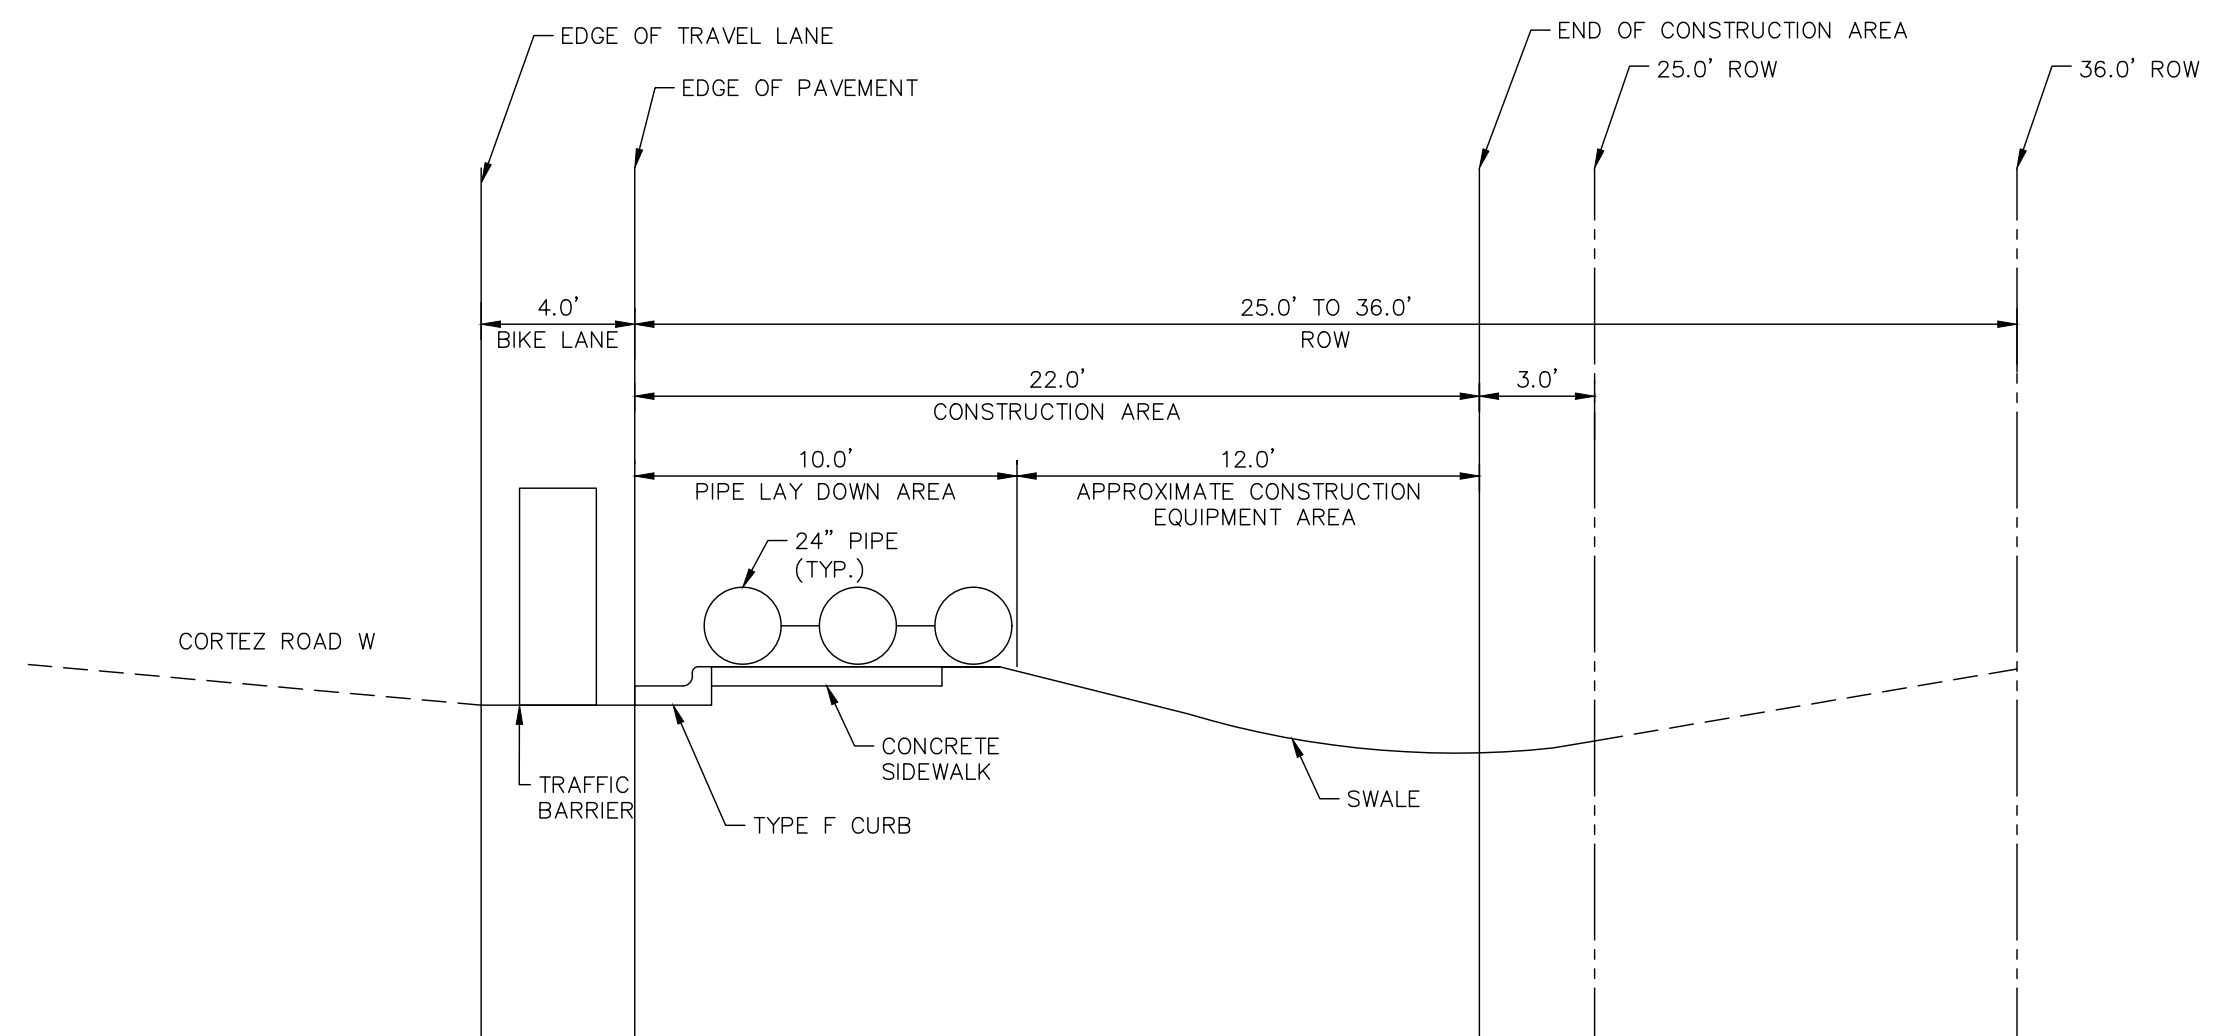 EDGE OF TRAVEL LANE
END OF CONSTRUCTION AREA
25.0' ROW
36.0' ROW
EDGE OF PAVEMENT
4.0'
BIKE LANE
25.0' TO 36.0'
ROW
22.0'
CONSTRUCTION AREA
3.0'
10.0'
PIPE LAY DOWN AREA
12.0'
APPROXIMATE CONSTRUCTION
EQUIPMENT AREA
24" PIPE
(TYP.)
CORTEZ ROAD W
CONCRETE
SIDEWALK
TRAFFIC
BARRIER
SWALE
TYPE F CURB